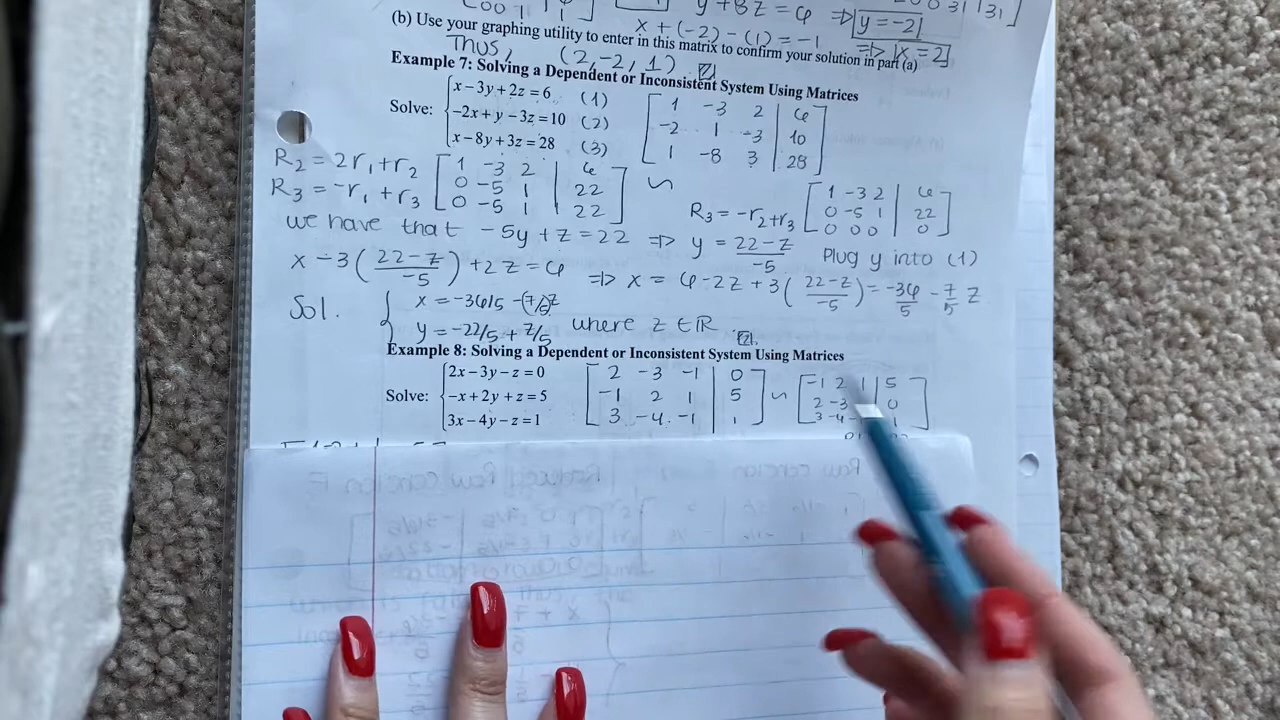 y + 8z = 6 => y = -2
(b) Use your graphing utility to enter in this matrix to confirm your solution in part (a)
x + (-2) - (1) = -1 => x = 2
Thus, (2, -2, 1)
Example 7: Solving a Dependent or Inconsistent System Using Matrices
Solve: x - 3y + 2z = 6 (1) [ 1 -3 2 | 6
-2x + y - 3z = 10 (2) -2 1 -3 | 10
x - 8y + 3z = 28 (3) 1 -8 3 | 28 ]
R2 = 2r1 + r2 [ 1 -3 2 | 6
R3 = -r1 + r3 0 -5 1 | 22
0 -5 1 | 22 ] ~
R3 = -r2 + r3 [ 1 -3 2 | 6
0 -5 1 | 22
0 0 0 | 0 ]
we have that -5y + z = 22 => y = 22 - z / -5 Plug y into (1)
x - 3 ( 22 - z / -5 ) + 2z = 6 => x = 6 - 2z + 3 ( 22 - z / -5 ) = -36/5 - 7/5 z
Sol. { x = -36/5 - (7/5)z
y = -22/5 + z/5 where z ∈ ℝ
Example 8: Solving a Dependent or Inconsistent System Using Matrices
Solve: 2x - 3y - z = 0 [ 2 -3 -1 | 0
-x + 2y + z = 5 -1 2 1 | 5
3x - 4y - z = 1 3 -4 -1 | 1 ]
~ [ -1 2 1 | 5
2 -3 | 0
3 -4 - | 1 ]